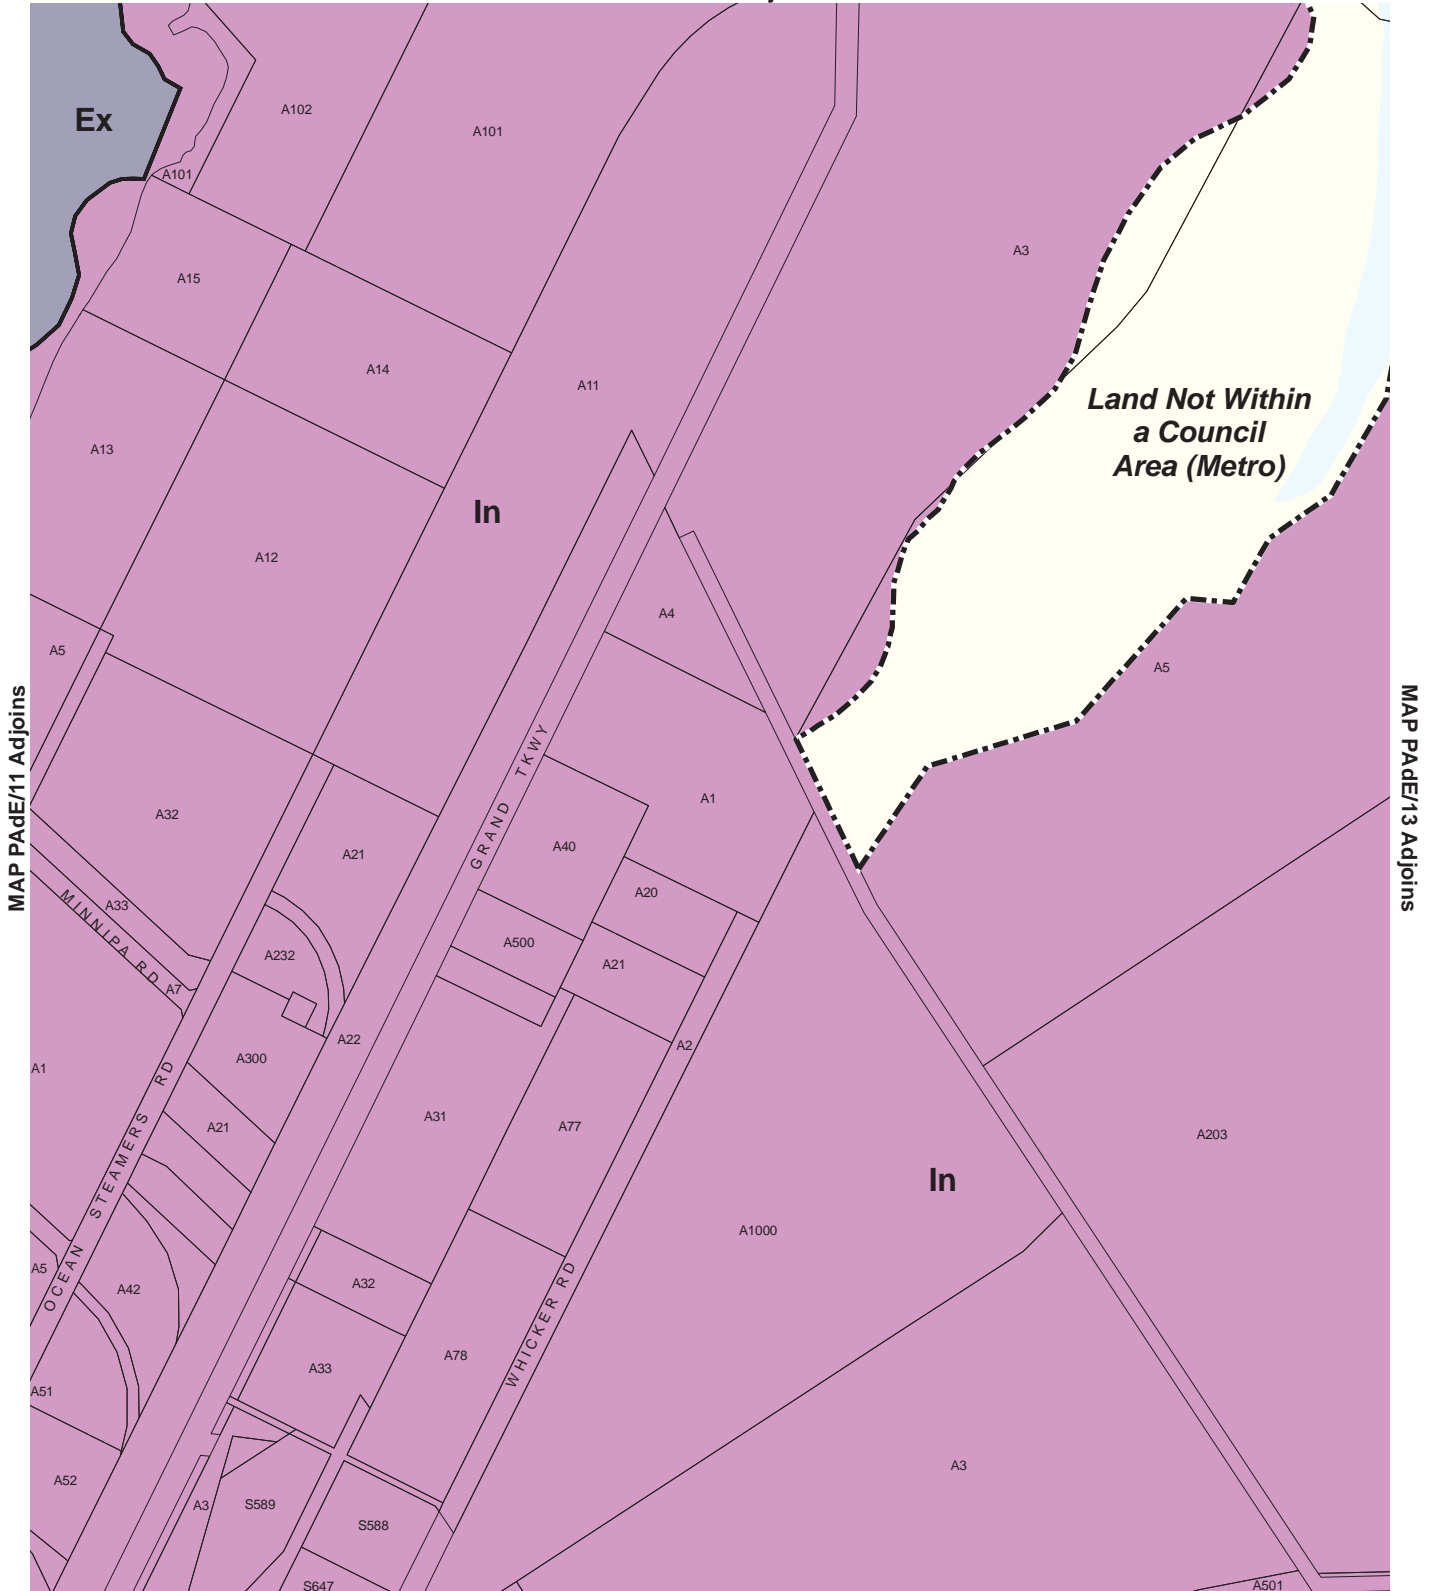 A102
Ex
A101
A101
A3
A15
A14
A11
Land Not Within
a Council
Area (Metro)
A13
In
A12
A4
A5
A5
MAP PAdE/11 Adjoins
MAP PAdE/13 Adjoins
GRAND TKWY
A1
A32
A21
A40
A20
A33
MINNIPA RD
A500
A232
A21
A7
A22
A2
A300
A1
A31
A77
A21
A203
OCEAN STEAMERS RD
In
A1000
A5
A42
A32
WHICKER RD
A33
A78
A51
A3
A52
A3
S589
S588
S647
A501